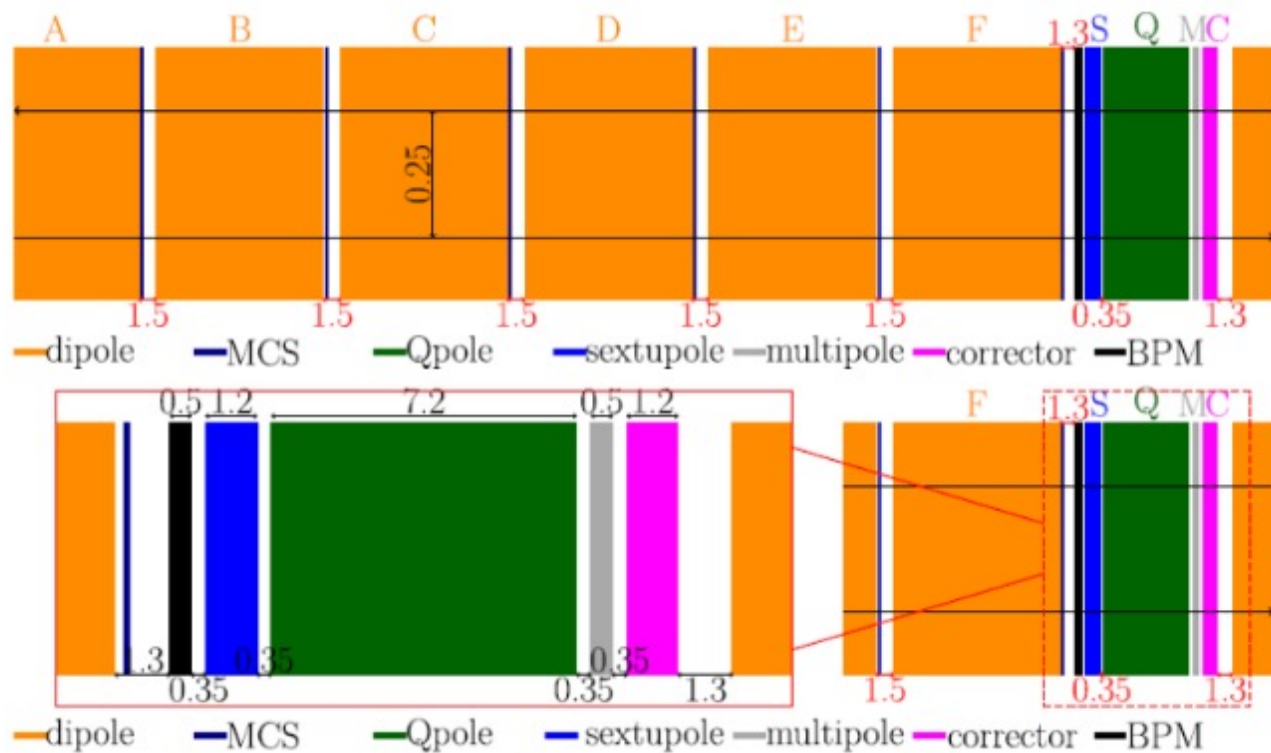 A B C D E F 1.3 S Q M C
0.25
1.5 1.5 1.5 1.5 1.5 0.35 1.3
dipole MCS Qpole sextupole multipole corrector BPM
0.5 1.2 7.2 0.5 1.2
1.3 0.35 0.35
0.35 0.35 1.3
F 1.3 S Q M C
1.5 0.35 1.3
dipole MCS Qpole sextupole multipole corrector BPM